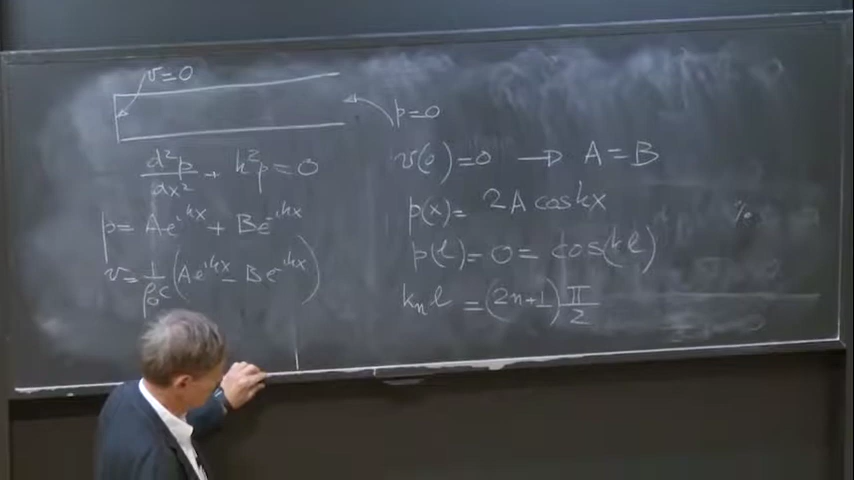 v=0
p=0
d²p/dx² + k²p = 0
p = Ae^{ikx} + Be^{-ikx}
v = 1/ρc (Ae^{ikx} - Be^{-ikx})
v(0) = 0 → A = B
p(x) = 2A cos kx
p(l) = 0 = cos(kl)
kₙl = (2n+1) π/2